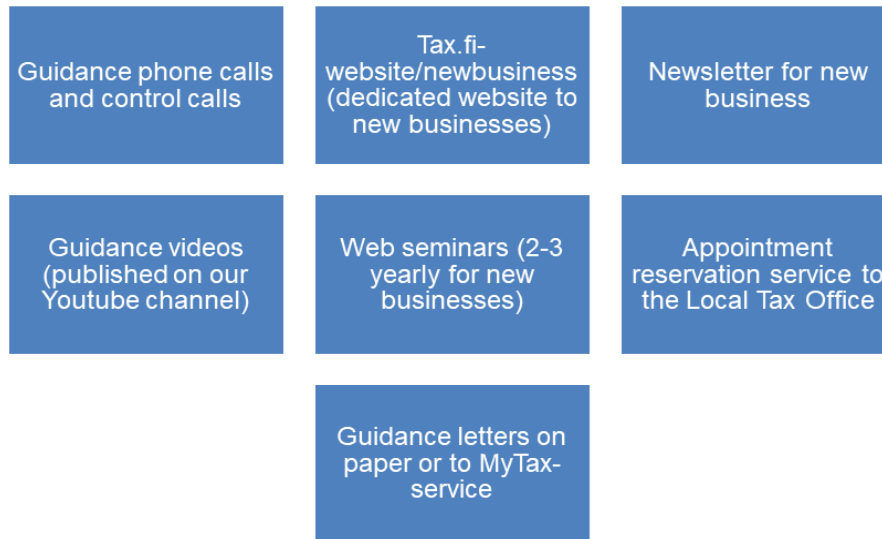 Guidance phone calls
and control calls
Tax.fi-
website/newbusiness
(dedicated website to
new businesses)
Newsletter for new
business
Guidance videos
(published on our
Youtube channel)
Web seminars (2-3
yearly for new
businesses)
Appointment
reservation service to
the Local Tax Office
Guidance letters on
paper or to MyTax-
service